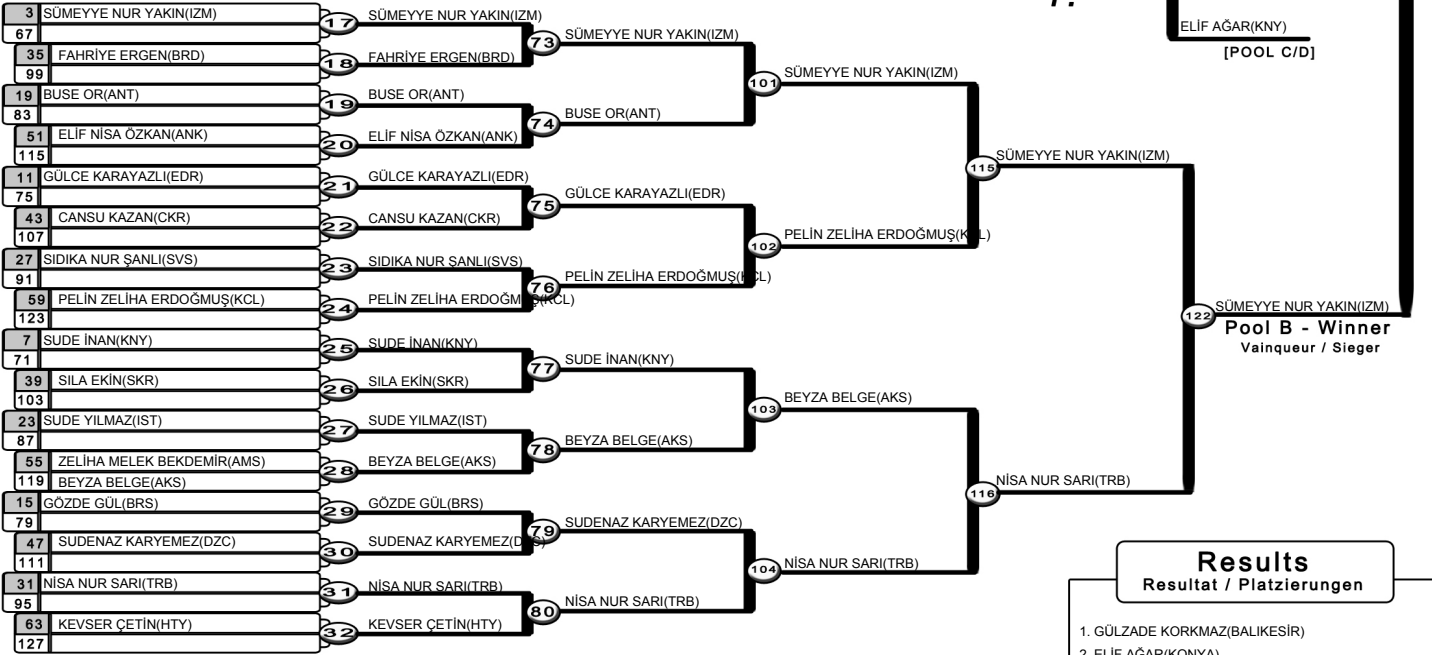 3 SÜMEYYE NUR YAKIN(IZM)
67
35 FAHRİYE ERGEN(BRD)
99
19 BUSE OR(ANT)
83
51 ELİF NİSA ÖZKAN(ANK)
115
11 GÜLCE KARAYAZLI(EDR)
75
43 CANSU KAZAN(CKR)
107
27 SIDIKA NUR ŞANLI(SVS)
91
59 PELİN ZELİHA ERDOĞMUŞ(KCL)
123
7 SUDE İNAN(KNY)
71
39 SILA EKİN(SKR)
103
23 SUDE YILMAZ(IST)
87
55 ZELİHA MELEK BEKDEMİR(AMS)
119 BEYZA BELGE(AKS)
15 GÖZDE GÜL(BRS)
79
47 SUDENAZ KARYEMEZ(DZC)
111
31 NİSA NUR SARI(TRB)
95
63 KEVSER ÇETİN(HTY)
127
17 SÜMEYYE NUR YAKIN(IZM)
18 FAHRİYE ERGEN(BRD)
19 BUSE OR(ANT)
20 ELİF NİSA ÖZKAN(ANK)
21 GÜLCE KARAYAZLI(EDR)
22 CANSU KAZAN(CKR)
23 SIDIKA NUR ŞANLI(SVS)
24 PELİN ZELİHA ERDOĞMUŞ(KCL)
25 SUDE İNAN(KNY)
26 SILA EKİN(SKR)
27 SUDE YILMAZ(IST)
28 BEYZA BELGE(AKS)
29 GÖZDE GÜL(BRS)
30 SUDENAZ KARYEMEZ(DZC)
31 NİSA NUR SARI(TRB)
32 KEVSER ÇETİN(HTY)
73 SÜMEYYE NUR YAKIN(IZM)
74 BUSE OR(ANT)
75 GÜLCE KARAYAZLI(EDR)
76 PELİN ZELİHA ERDOĞMUŞ(KCL)
77 SUDE İNAN(KNY)
78 BEYZA BELGE(AKS)
79 SUDENAZ KARYEMEZ(DZC)
80 NİSA NUR SARI(TRB)
101 SÜMEYYE NUR YAKIN(IZM)
102 PELİN ZELİHA ERDOĞMUŞ(KCL)
103 BEYZA BELGE(AKS)
104 NİSA NUR SARI(TRB)
115 SÜMEYYE NUR YAKIN(IZM)
116 NİSA NUR SARI(TRB)
122 SÜMEYYE NUR YAKIN(IZM)
Pool B - Winner
Vainqueur / Sieger
ELİF AĞAR(KNY)
[POOL C/D]
Results
Resultat / Platzierungen
1. GÜLZADE KORKMAZ(BALIKESİR)
2. ELİF AĞAR(KONYA)